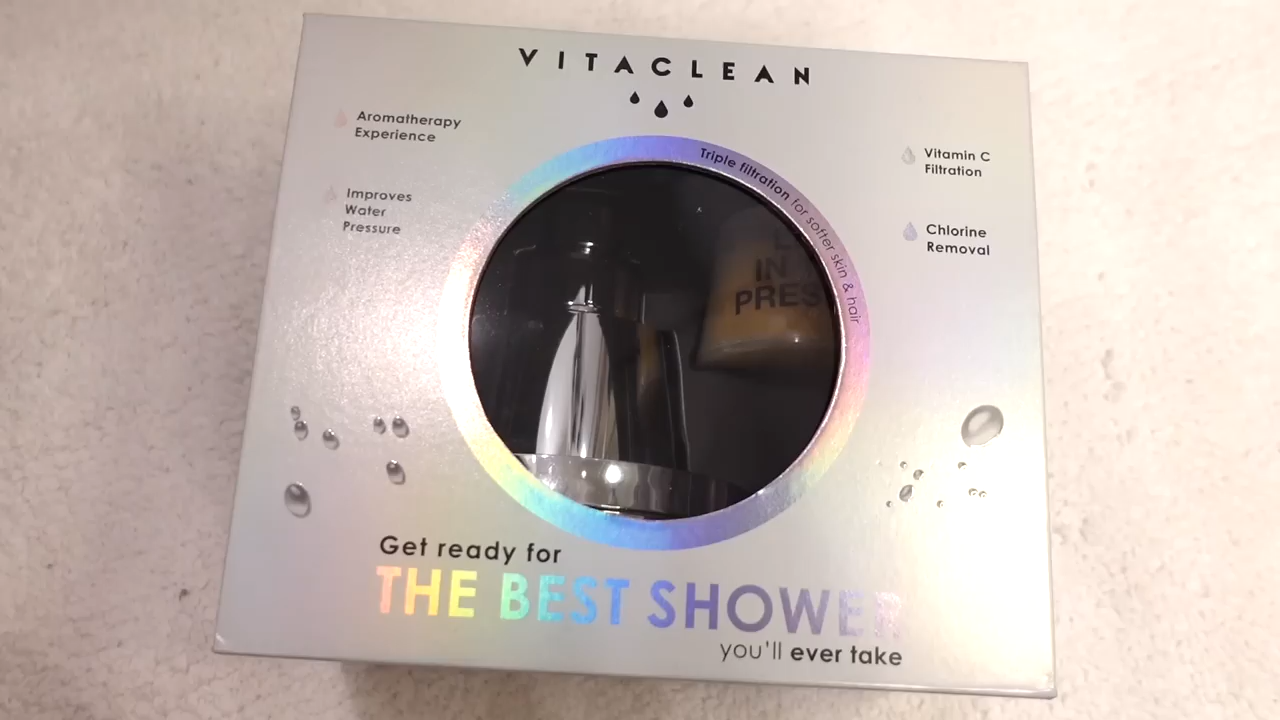 VITACLEAN
Aromatherapy
Experience
Improves
Water
Pressure
Triple filtration for softer skin & hair
Vitamin C
Filtration
Chlorine
Removal
IN
PRES
Get ready for
THE BEST SHOWER
you'll ever take